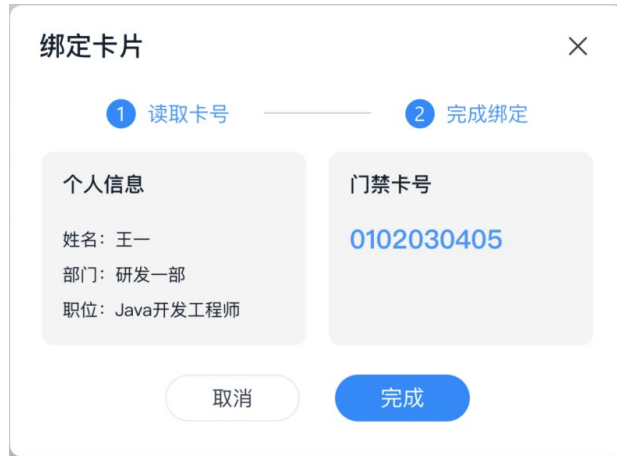 绑定卡片
1 读取卡号 2 完成绑定
个人信息
姓名：王一
部门：研发一部
职位：Java开发工程师
门禁卡号
0102030405
取消 完成